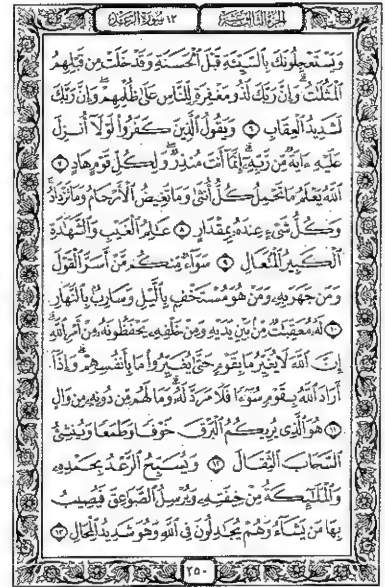 الجزء الثالث عشر
١٣ سورة الرعد
وَيَسْتَعْجِلُونَكَ بِالسَّيِّئَةِ قَبْلَ الْحَسَنَةِ وَقَدْ خَلَتْ مِن قَبْلِهِمُ
الْمَثُلَاتُ وَإِنَّ رَبَّكَ لَذُو مَغْفِرَةٍ لِّلنَّاسِ عَلَىٰ ظُلْمِهِمْ وَإِنَّ رَبَّكَ
لَشَدِيدُ الْعِقَابِ ٦ وَيَقُولُ الَّذِينَ كَفَرُوا لَوْلَا أُنزِلَ
عَلَيْهِ ءَايَةٌ مِّن رَّبِّهِ إِنَّمَا أَنتَ مُنذِرٌ وَلِكُلِّ قَوْمٍ هَادٍ ٧
اللَّهُ يَعْلَمُ مَا تَحْمِلُ كُلُّ أُنثَىٰ وَمَا تَغِيضُ الْأَرْحَامُ وَمَا تَزْدَادُ
وَكُلُّ شَيْءٍ عِندَهُ بِمِقْدَارٍ ٨ عَالِمُ الْغَيْبِ وَالشَّهَادَةِ
الْكَبِيرُ الْمُتَعَالِ ٩ سَوَاءٌ مِّنكُم مَّنْ أَسَرَّ الْقَوْلَ
وَمَن جَهَرَ بِهِ وَمَنْ هُوَ مُسْتَخْفٍ بِاللَّيْلِ وَسَارِبٌ بِالنَّهَارِ
١٠ لَهُ مُعَقِّبَاتٌ مِّن بَيْنِ يَدَيْهِ وَمِنْ خَلْفِهِ يَحْفَظُونَهُ مِنْ أَمْرِ اللَّهِ
إِنَّ اللَّهَ لَا يُغَيِّرُ مَا بِقَوْمٍ حَتَّىٰ يُغَيِّرُوا مَا بِأَنفُسِهِمْ وَإِذَا
أَرَادَ اللَّهُ بِقَوْمٍ سُوءًا فَلَا مَرَدَّ لَهُ وَمَا لَهُم مِّن دُونِهِ مِن وَالٍ
١١ هُوَ الَّذِي يُرِيكُمُ الْبَرْقَ خَوْفًا وَطَمَعًا وَيُنشِئُ
السَّحَابَ الثِّقَالَ ١٢ وَيُسَبِّحُ الرَّعْدُ بِحَمْدِهِ
وَالْمَلَائِكَةُ مِنْ خِيفَتِهِ وَيُرْسِلُ الصَّوَاعِقَ فَيُصِيبُ
بِهَا مَن يَشَاءُ وَهُمْ يُجَادِلُونَ فِي اللَّهِ وَهُوَ شَدِيدُ الْمِحَالِ ١٣
٢٥٠